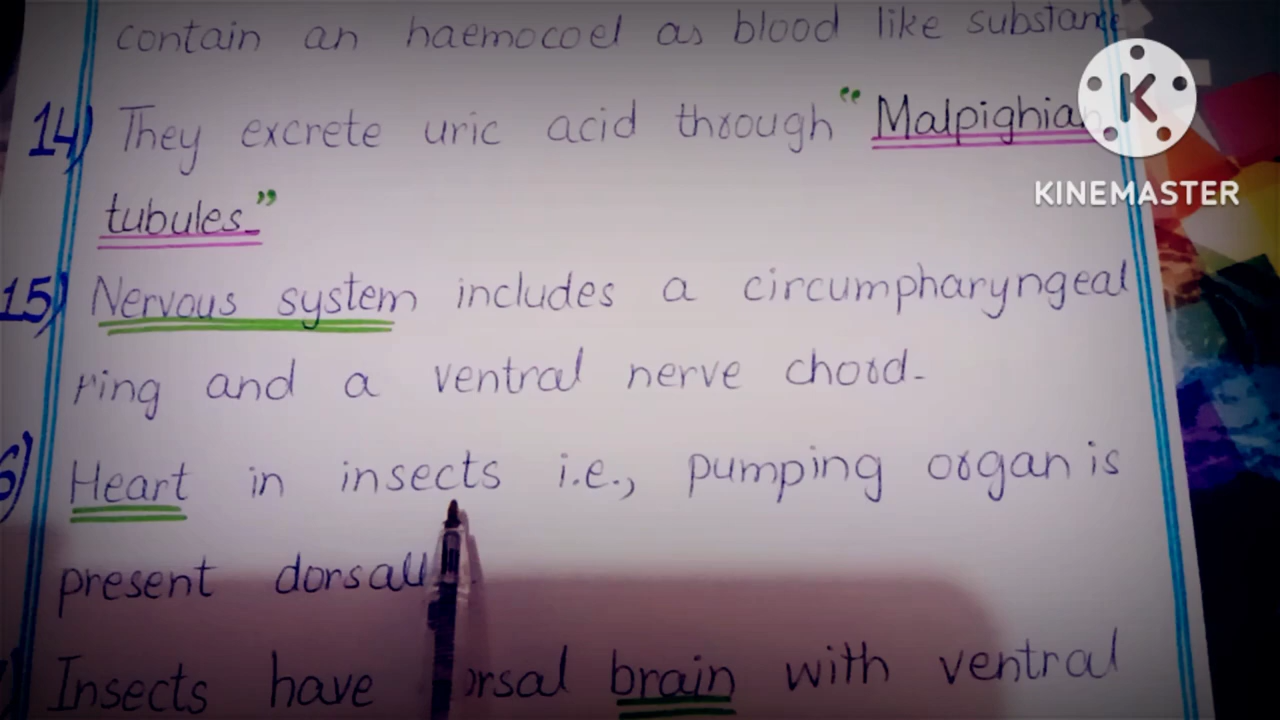 contain an haemocoel as blood like substance
14) They excrete uric acid through "Malpighian
tubules"
15) Nervous system includes a circumpharyngeal
ring and a ventral nerve chord.
6) Heart in insects i.e., pumping organ is
present
Insects have brain with ventral
K
KINEMASTER